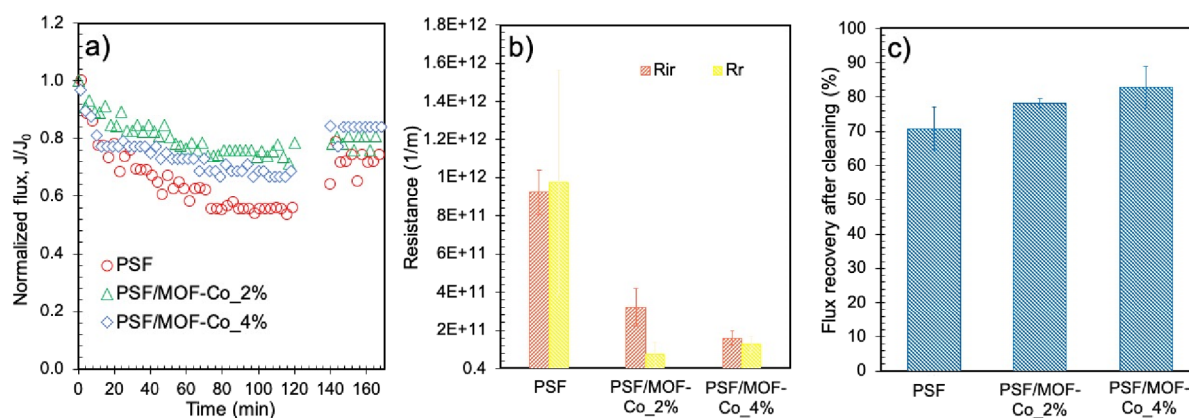 a)
Normalized flux, J/J0
1.2
1.0
0.8
0.6
0.4
0.2
0.0
PSF
PSF/MOF-Co_2%
PSF/MOF-Co_4%
0 20 40 60 80 100 120 140 160
Time (min)
b)
Resistance (1/m)
1.8E+12
1.6E+12
1.4E+12
1.2E+12
1E+12
8E+11
6E+11
4E+11
2E+11
0.4
Rir
Rr
PSF PSF/MOF- PSF/MOF-
Co_2% Co_4%
c)
Flux recovery after cleaning (%)
100
90
80
70
60
50
40
30
20
10
0
PSF PSF/MOF- PSF/MOF-
Co_2% Co_4%